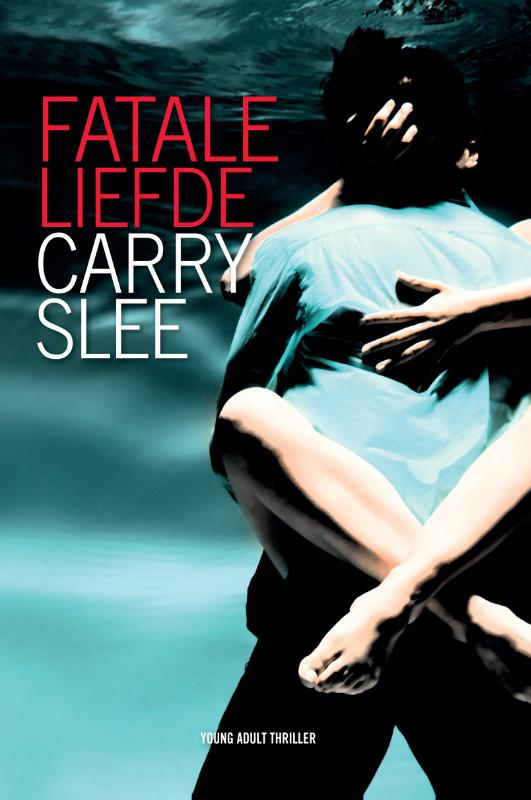 FATALE
LIEFDE
CARRY
SLEE
YOUNG ADULT THRILLER